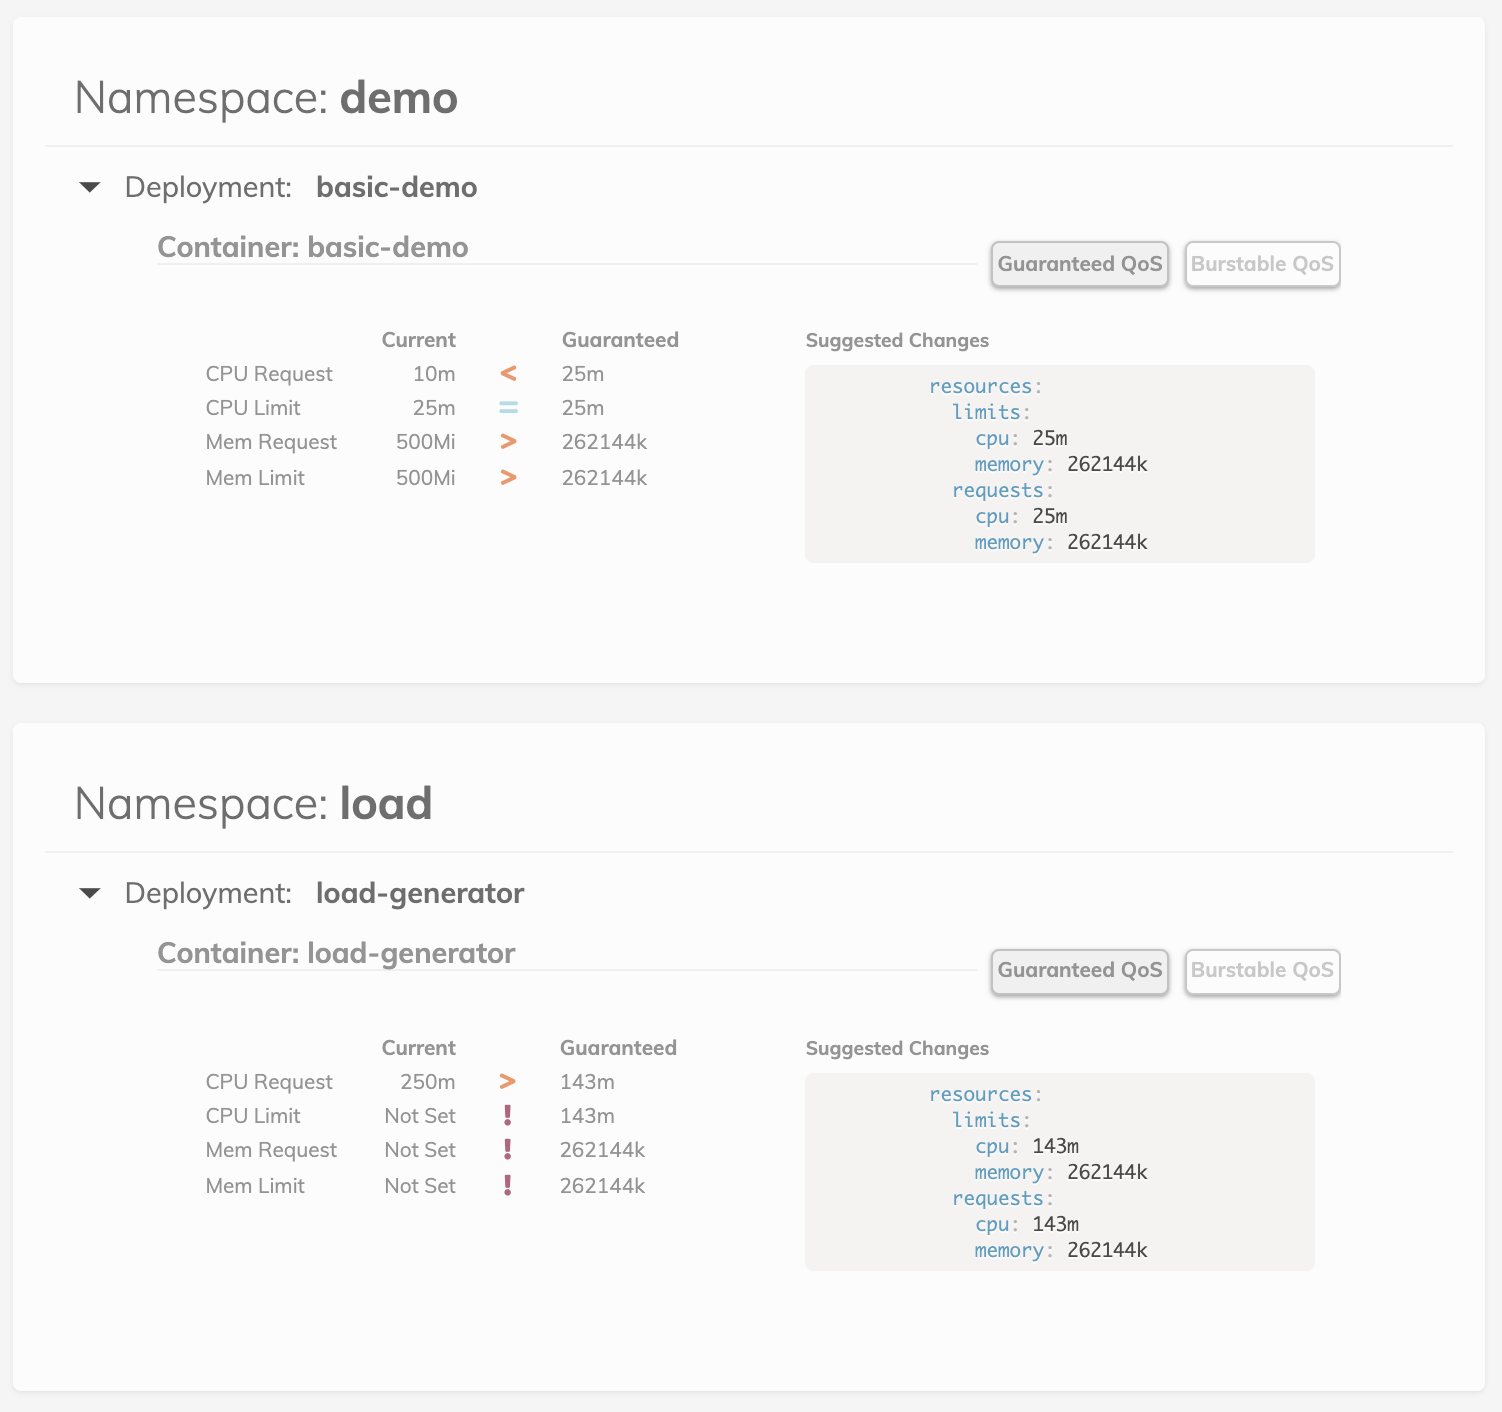 Namespace: demo
Deployment: basic-demo
Container: basic-demo
Guaranteed QoS Burstable QoS
Current Guaranteed
CPU Request 10m < 25m
CPU Limit 25m = 25m
Mem Request 500Mi > 262144k
Mem Limit 500Mi > 262144k
Suggested Changes
resources:
limits:
cpu: 25m
memory: 262144k
requests:
cpu: 25m
memory: 262144k
Namespace: load
Deployment: load-generator
Container: load-generator
Guaranteed QoS Burstable QoS
Current Guaranteed
CPU Request 250m > 143m
CPU Limit Not Set ! 143m
Mem Request Not Set ! 262144k
Mem Limit Not Set ! 262144k
Suggested Changes
resources:
limits:
cpu: 143m
memory: 262144k
requests:
cpu: 143m
memory: 262144k